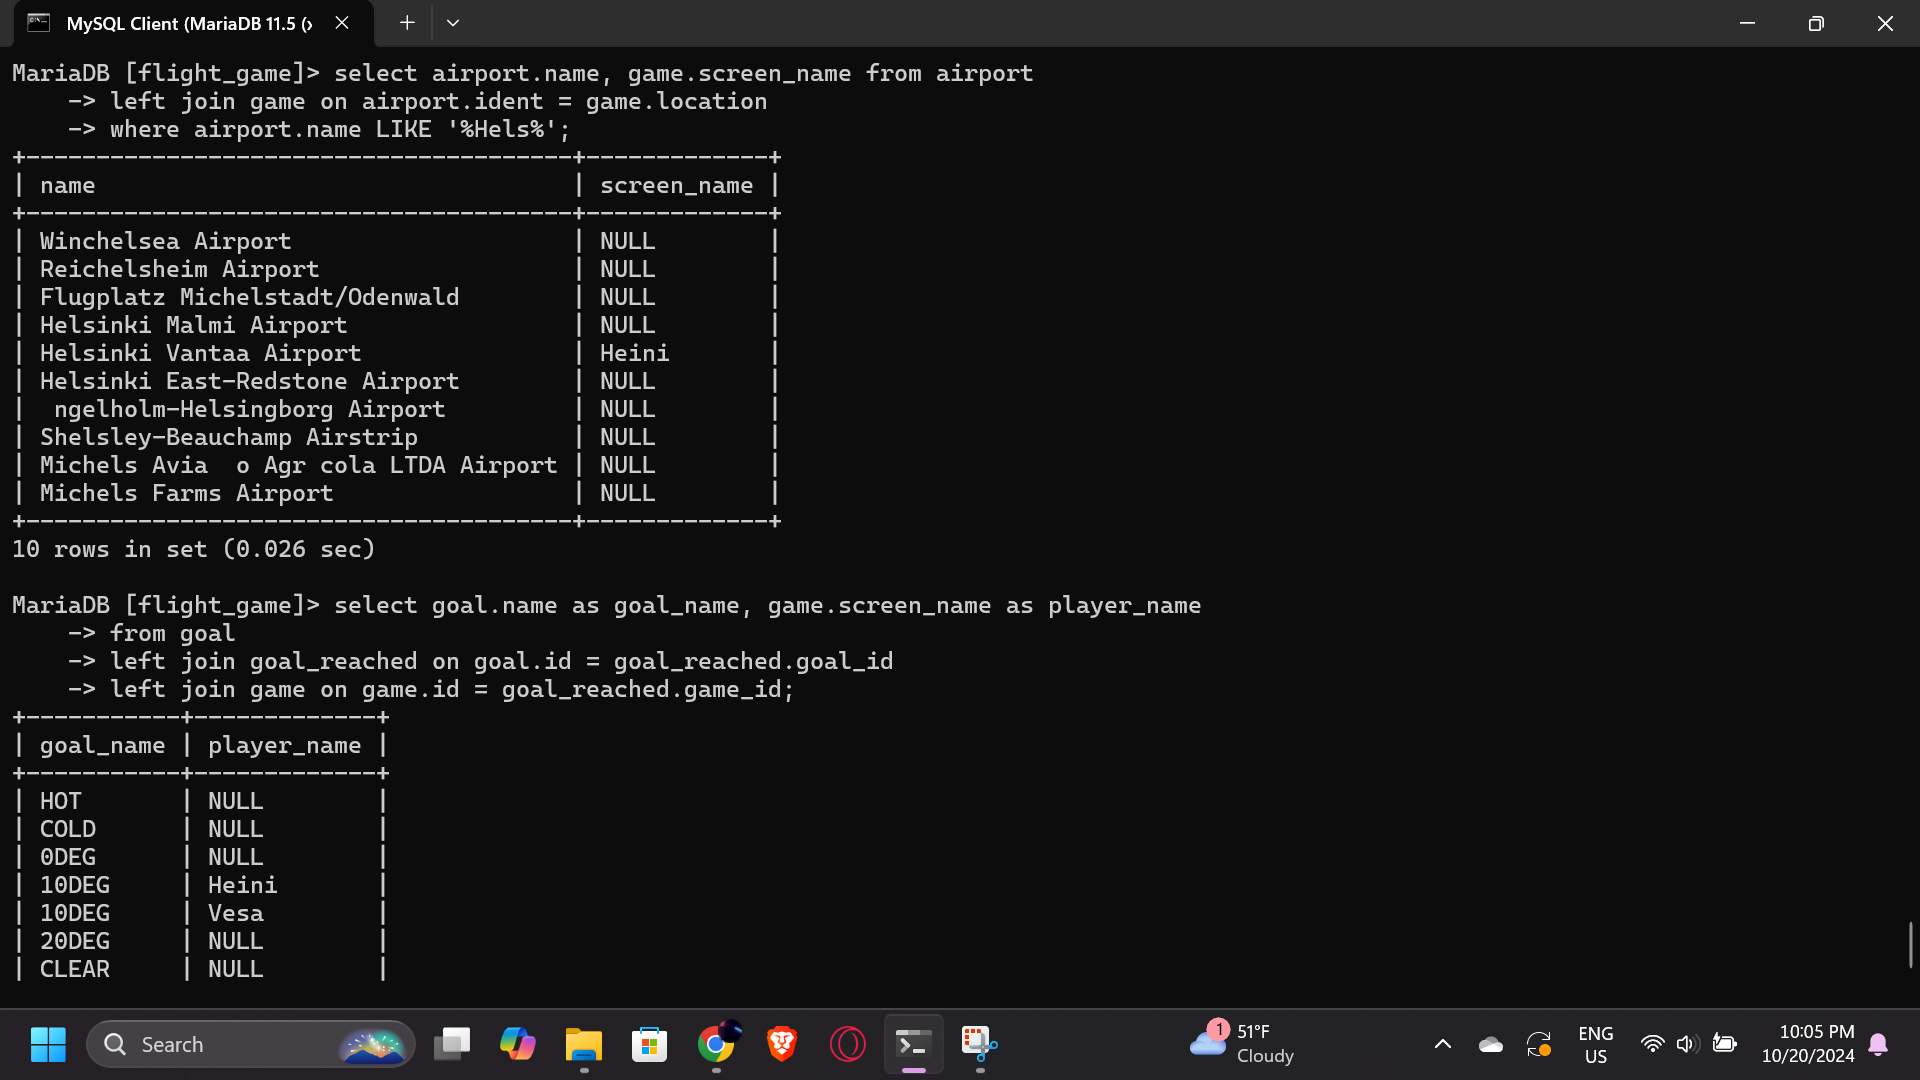 MySQL Client (MariaDB 11.5 (x
MariaDB [flight_game]> select airport.name, game.screen_name from airport
    -> left join game on airport.ident = game.location
    -> where airport.name LIKE '%Hels%';
+---------------------------------------+-------------+
| name                                  | screen_name |
+---------------------------------------+-------------+
| Winchelsea Airport                    | NULL        |
| Reichelsheim Airport                  | NULL        |
| Flugplatz Michelstadt/Odenwald        | NULL        |
| Helsinki Malmi Airport                | NULL        |
| Helsinki Vantaa Airport               | Heini       |
| Helsinki East-Redstone Airport        | NULL        |
|  ngelholm-Helsingborg Airport         | NULL        |
| Shelsley-Beauchamp Airstrip           | NULL        |
| Michels Avia  o Agr cola LTDA Airport | NULL        |
| Michels Farms Airport                 | NULL        |
+---------------------------------------+-------------+
10 rows in set (0.026 sec)
MariaDB [flight_game]> select goal.name as goal_name, game.screen_name as player_name
    -> from goal
    -> left join goal_reached on goal.id = goal_reached.goal_id
    -> left join game on game.id = goal_reached.game_id;
+-----------+-------------+
| goal_name | player_name |
+-----------+-------------+
| HOT       | NULL        |
| COLD      | NULL        |
| 0DEG      | NULL        |
| 10DEG     | Heini       |
| 10DEG     | Vesa        |
| 20DEG     | NULL        |
| CLEAR     | NULL        |
Search
1
51°F
Cloudy
ENG
US
10:05 PM
10/20/2024